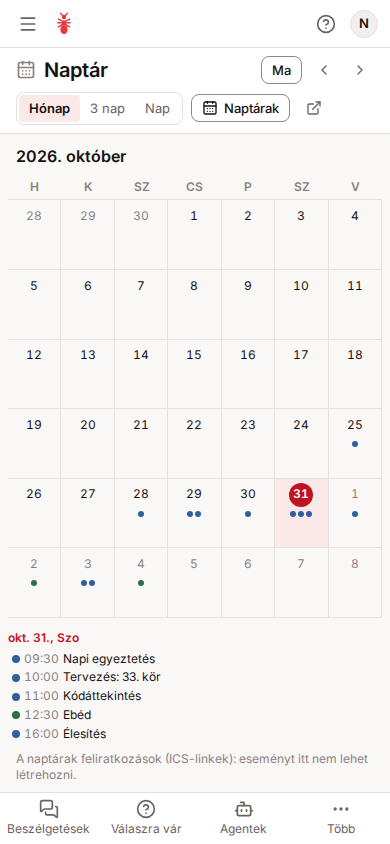 N
Naptár
Ma
Hónap 3 nap Nap Naptárak
2026. október
H K SZ CS P SZ V
28 29 30 1 2 3 4
5 6 7 8 9 10 11
12 13 14 15 16 17 18
19 20 21 22 23 24 25
26 27 28 29 30 31 1
2 3 4 5 6 7 8
okt. 31., Szo
09:30 Napi egyeztetés
10:00 Tervezés: 33. kör
11:00 Kódáttekintés
12:30 Ebéd
16:00 Élesítés
A naptárak feliratkozások (ICS-linkek): eseményt itt nem lehet
létrehozni.
Beszélgetések Válaszra vár Agentek Több